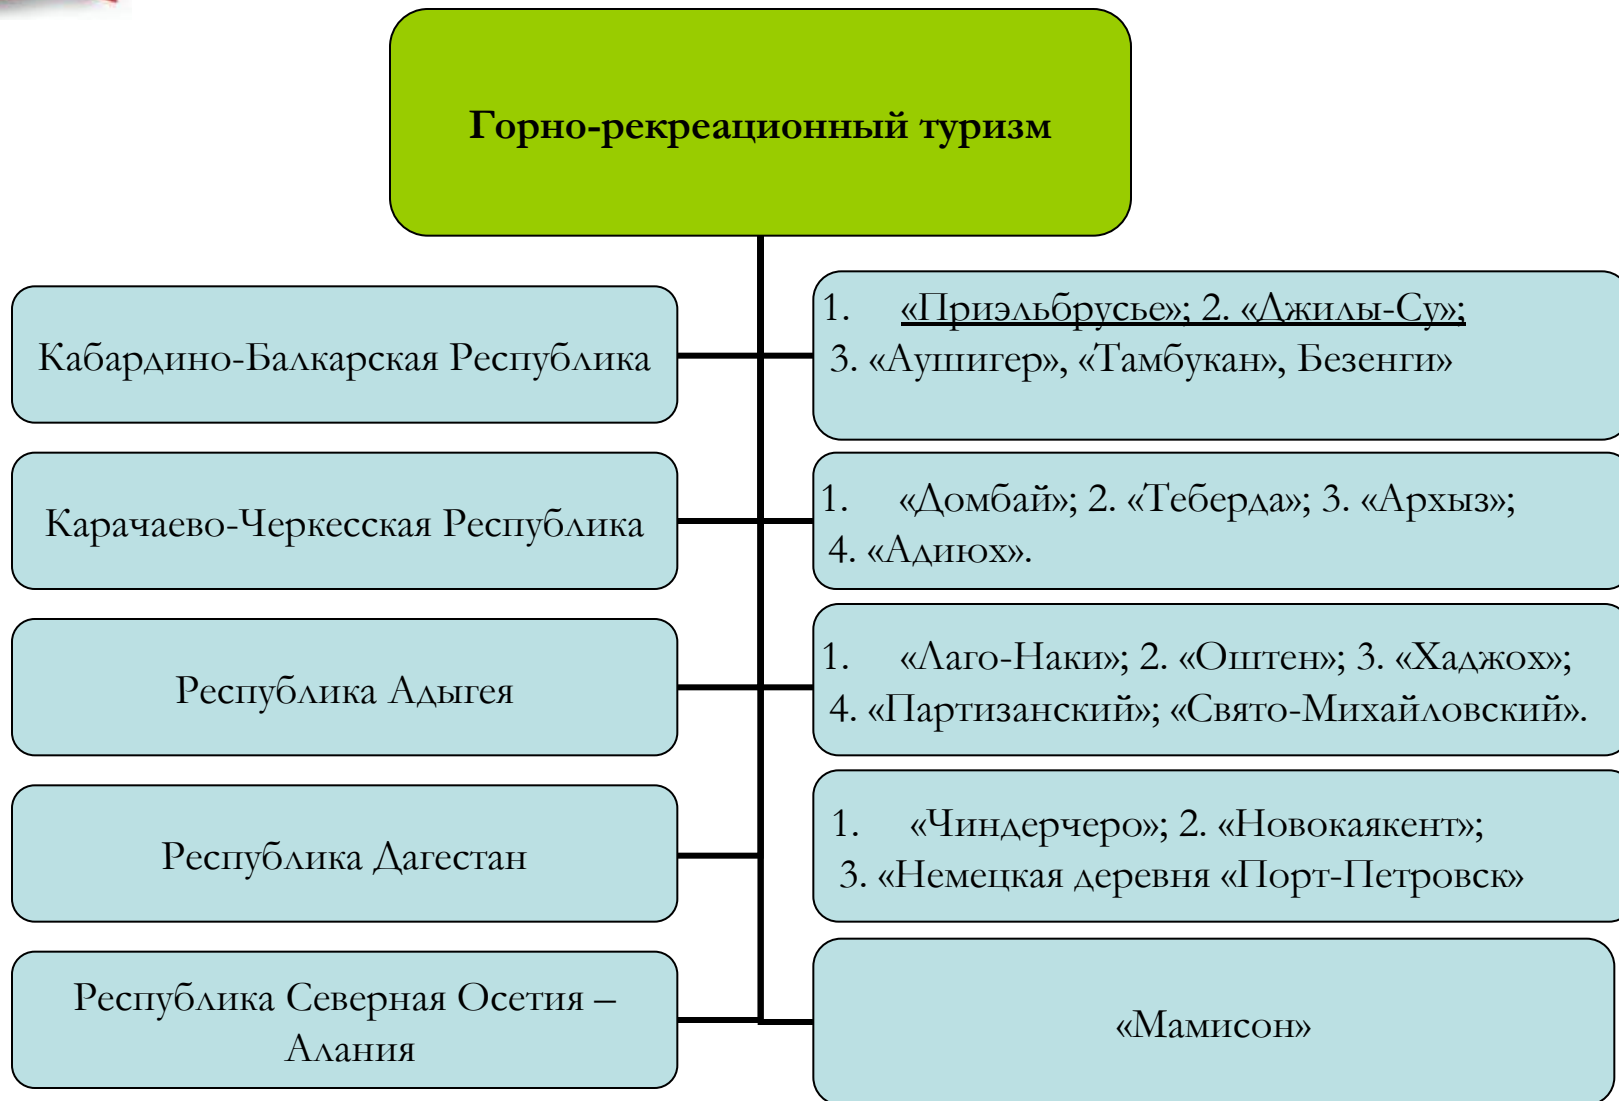 Горно-рекреационный туризм
Кабардино-Балкарская Республика
1. «Приэльбрусье»; 2. «Джилы-Су»;
3. «Аушигер», «Тамбукан», Безенги»
Карачаево-Черкесская Республика
1. «Домбай»; 2. «Теберда»; 3. «Архыз»;
4. «Адиюх».
Республика Адыгея
1. «Лаго-Наки»; 2. «Оштен»; 3. «Хаджох»;
4. «Партизанский»; «Свято-Михайловский».
Республика Дагестан
1. «Чиндерчеро»; 2. «Новокаякент»;
3. «Немецкая деревня «Порт-Петровск»
Республика Северная Осетия –
Алания
«Мамисон»